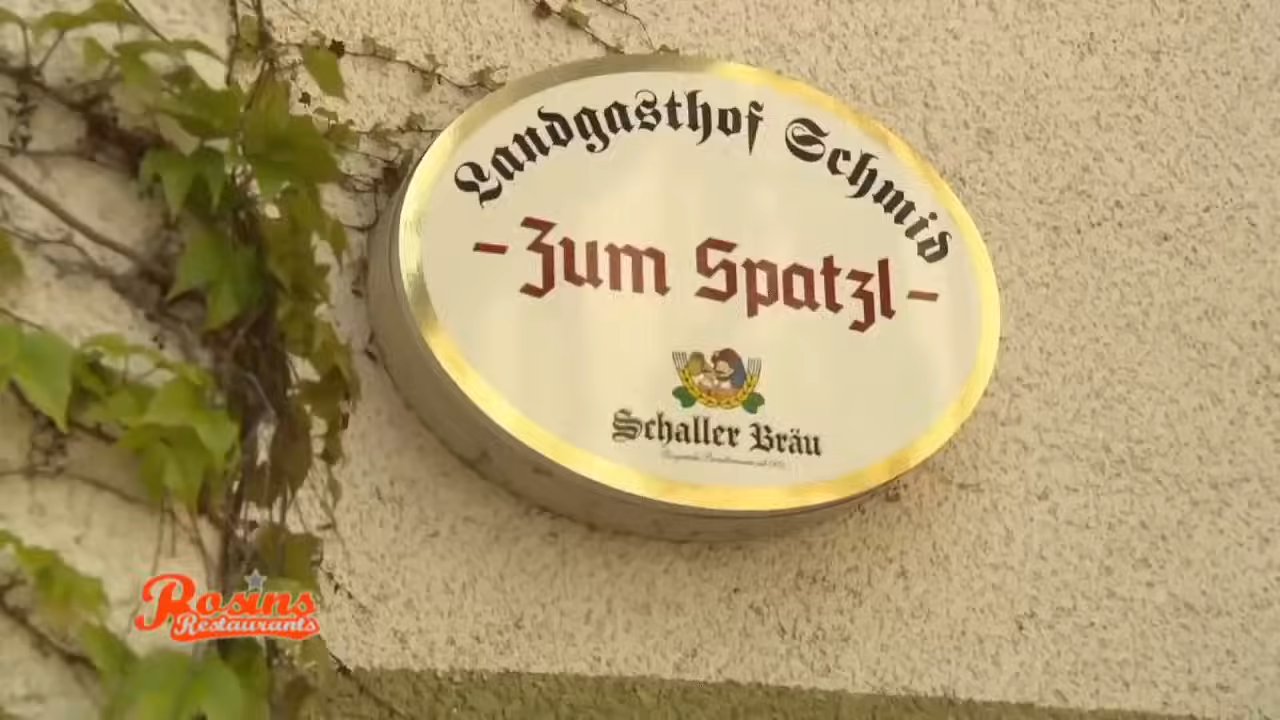 Landgasthof Schmid
- Zum Spatzl -
Schaller Bräu
Rosins
Restaurants